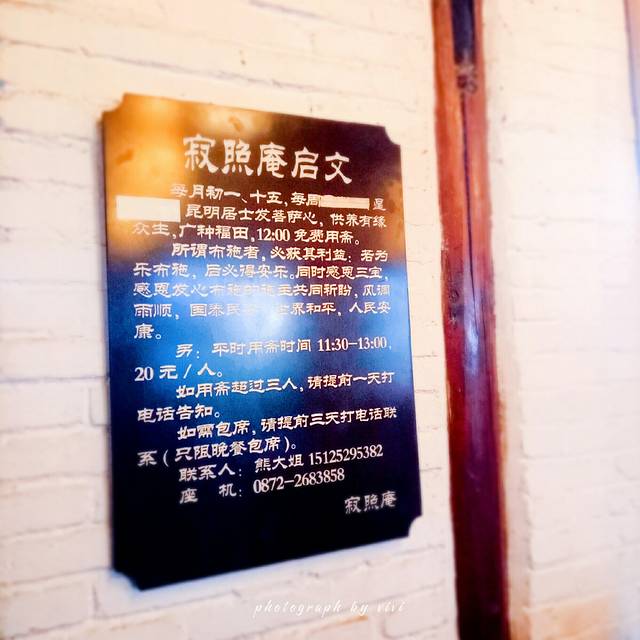 寂照庵启文
每月初一、十五,每周 星
昆明居士发菩萨心,供养有缘
众生,广种福田,12:00免费用斋。
所谓布施者,必获其利益:若为
乐布施,后必得安乐。同时感恩三宝,
感恩发心布施的施主共同祈盼,风调
雨顺,国泰民安,世界和平,人民安
康。
另:平时用斋时间 11:30—13:00,
20元/人。
如用斋超过三人,请提前一天打
电话告知。
如需包席,请提前三天打电话联
系(只限晚餐包席)。
联系人:熊大姐 15125295382
座 机:0872—2683858
寂照庵
photograph by vivi